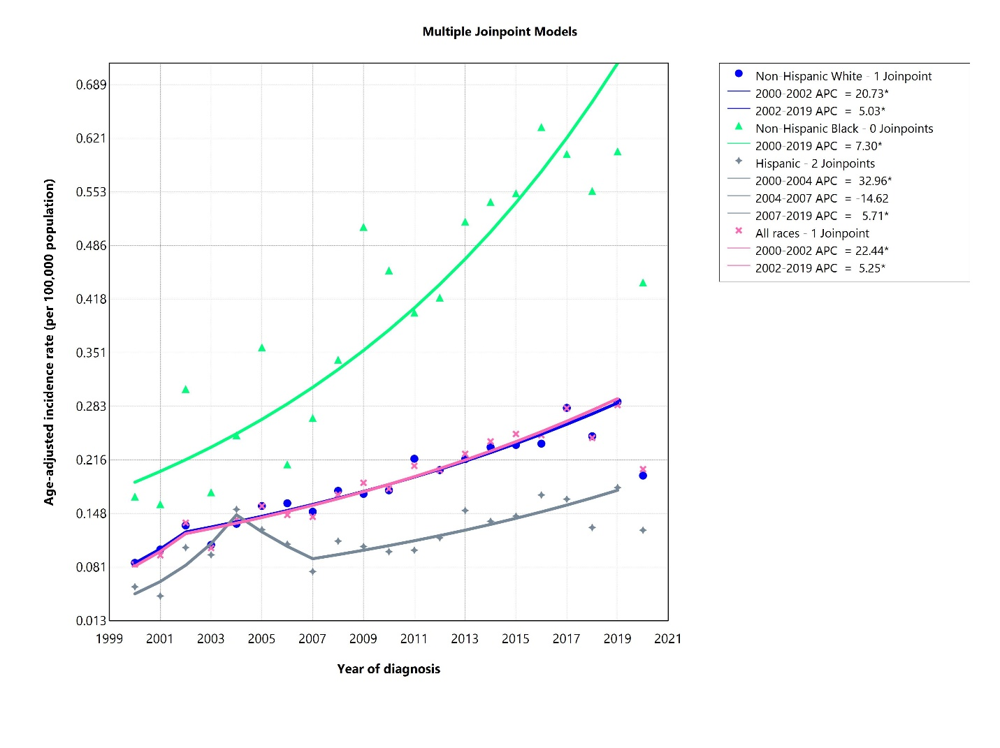 Multiple Joinpoint Models
Age-adjusted incidence rate (per 100,000 population)
0.689
0.621
0.553
0.486
0.418
0.351
0.283
0.216
0.148
0.081
0.013
1999 2001 2003 2005 2007 2009 2011 2013 2015 2017 2019 2021
Year of diagnosis
Non-Hispanic White - 1 Joinpoint
2000-2002 APC = 20.73*
2002-2019 APC = 5.03*
Non-Hispanic Black - 0 Joinpoints
2000-2019 APC = 7.30*
Hispanic - 2 Joinpoints
2000-2004 APC = 32.96*
2004-2007 APC = -14.62
2007-2019 APC = 5.71*
All races - 1 Joinpoint
2000-2002 APC = 22.44*
2002-2019 APC = 5.25*